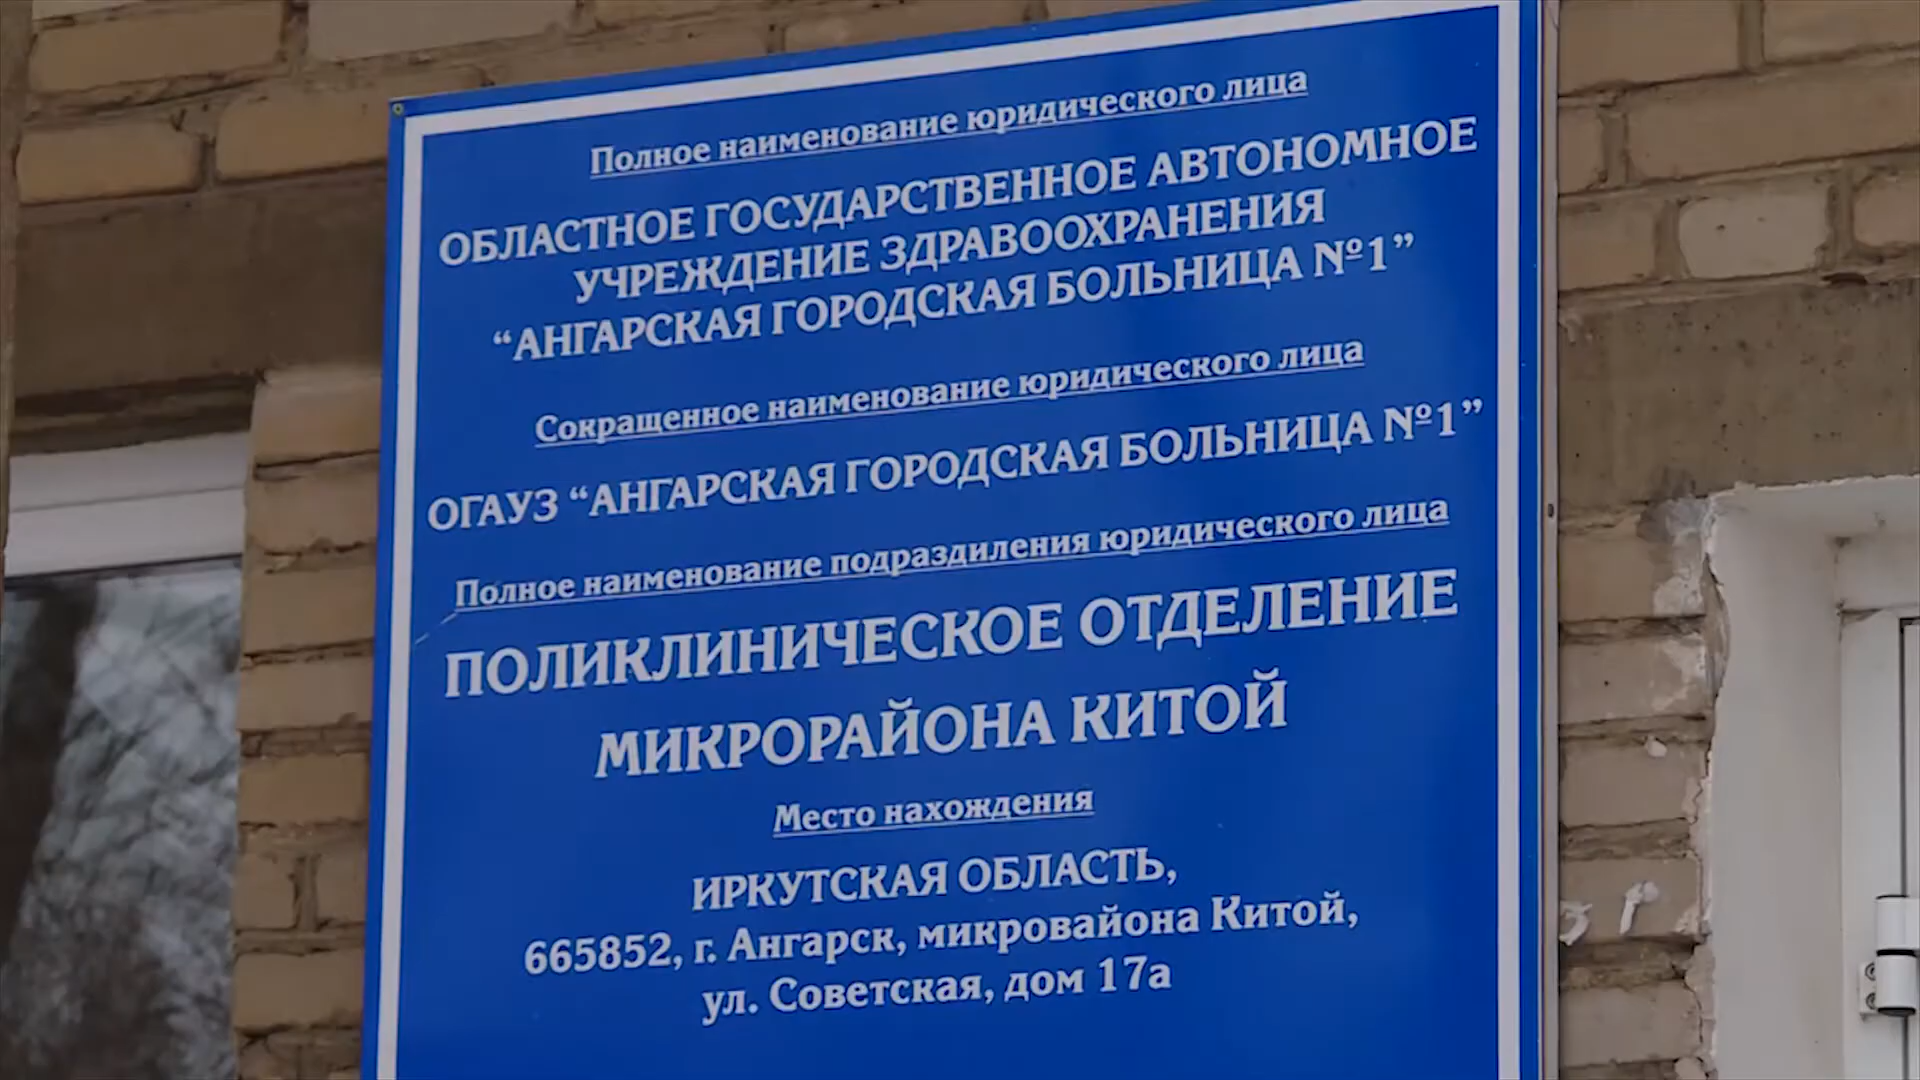 Полное наименование юридического лица
ОБЛАСТНОЕ ГОСУДАРСТВЕННОЕ АВТОНОМНОЕ
УЧРЕЖДЕНИЕ ЗДРАВООХРАНЕНИЯ
“АНГАРСКАЯ ГОРОДСКАЯ БОЛЬНИЦА №1”
Сокращенное наименование юридического лица
ОГАУЗ “АНГАРСКАЯ ГОРОДСКАЯ БОЛЬНИЦА №1”
Полное наименование подраздиления юридического лица
ПОЛИКЛИНИЧЕСКОЕ ОТДЕЛЕНИЕ
МИКРОРАЙОНА КИТОЙ
Место нахождения
ИРКУТСКАЯ ОБЛАСТЬ,
665852, г. Ангарск, микровайона Китой,
ул. Советская, дом 17а